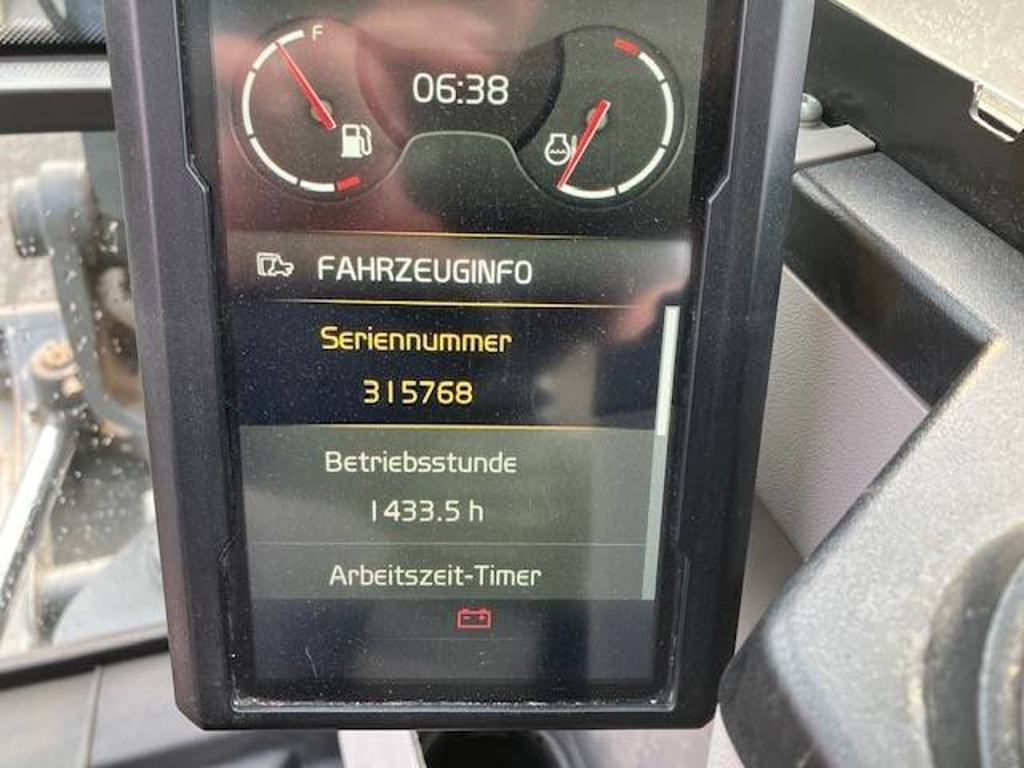 F
06:38
FAHRZEUGINFO
Seriennummer
315768
Betriebsstunde
1433.5 h
Arbeitszeit-Timer